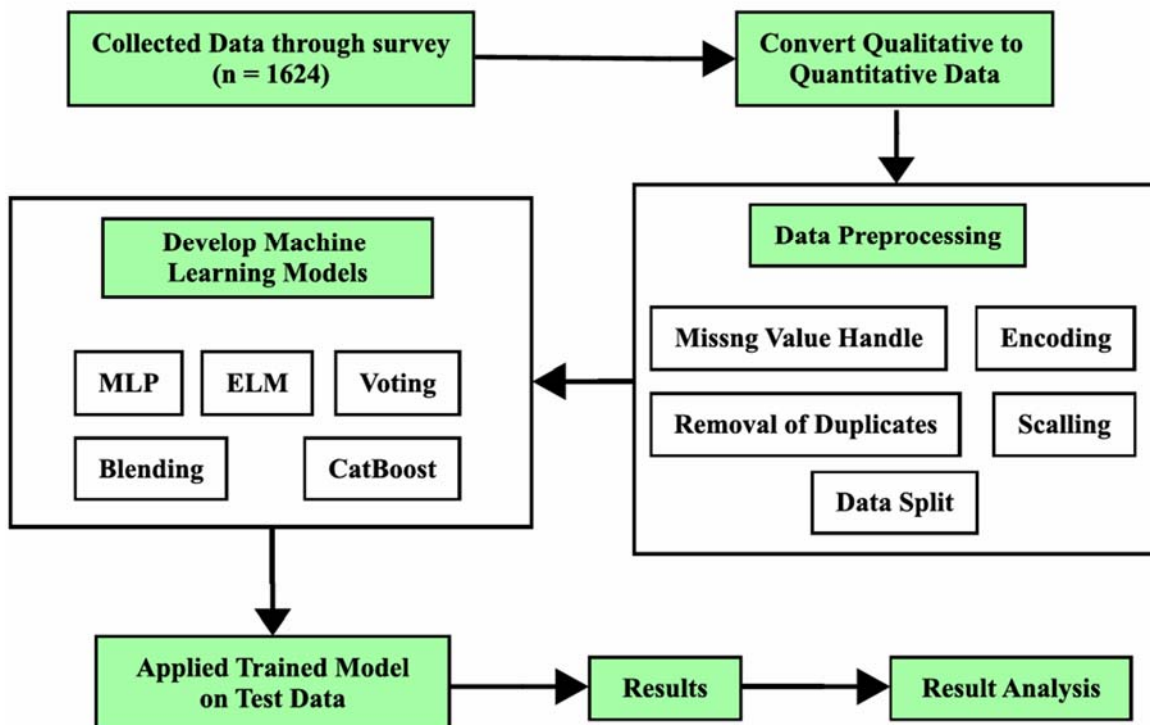 Collected Data through survey
(n = 1624)
Convert Qualitative to
Quantitative Data
Data Preprocessing
Missng Value Handle
Encoding
Removal of Duplicates
Scalling
Data Split
Develop Machine
Learning Models
MLP
ELM
Voting
Blending
CatBoost
Applied Trained Model
on Test Data
Results
Result Analysis